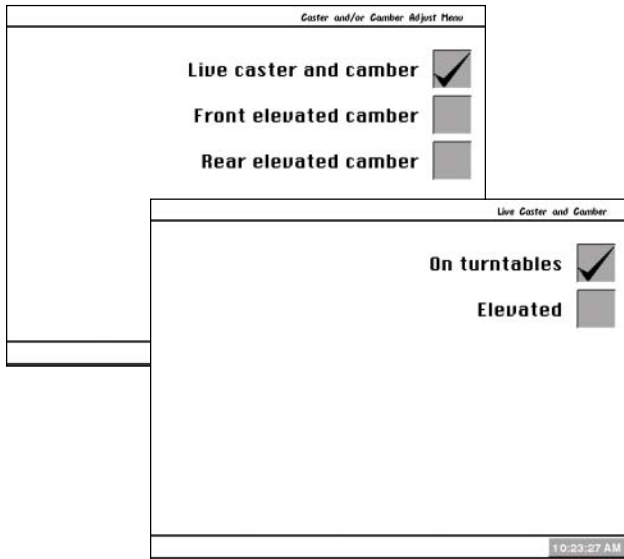 Caster and/or Camber Adjust Menu
Live caster and camber
Front elevated camber
Rear elevated camber
Live Caster and Camber
On turntables
Elevated
10:23:27 AM